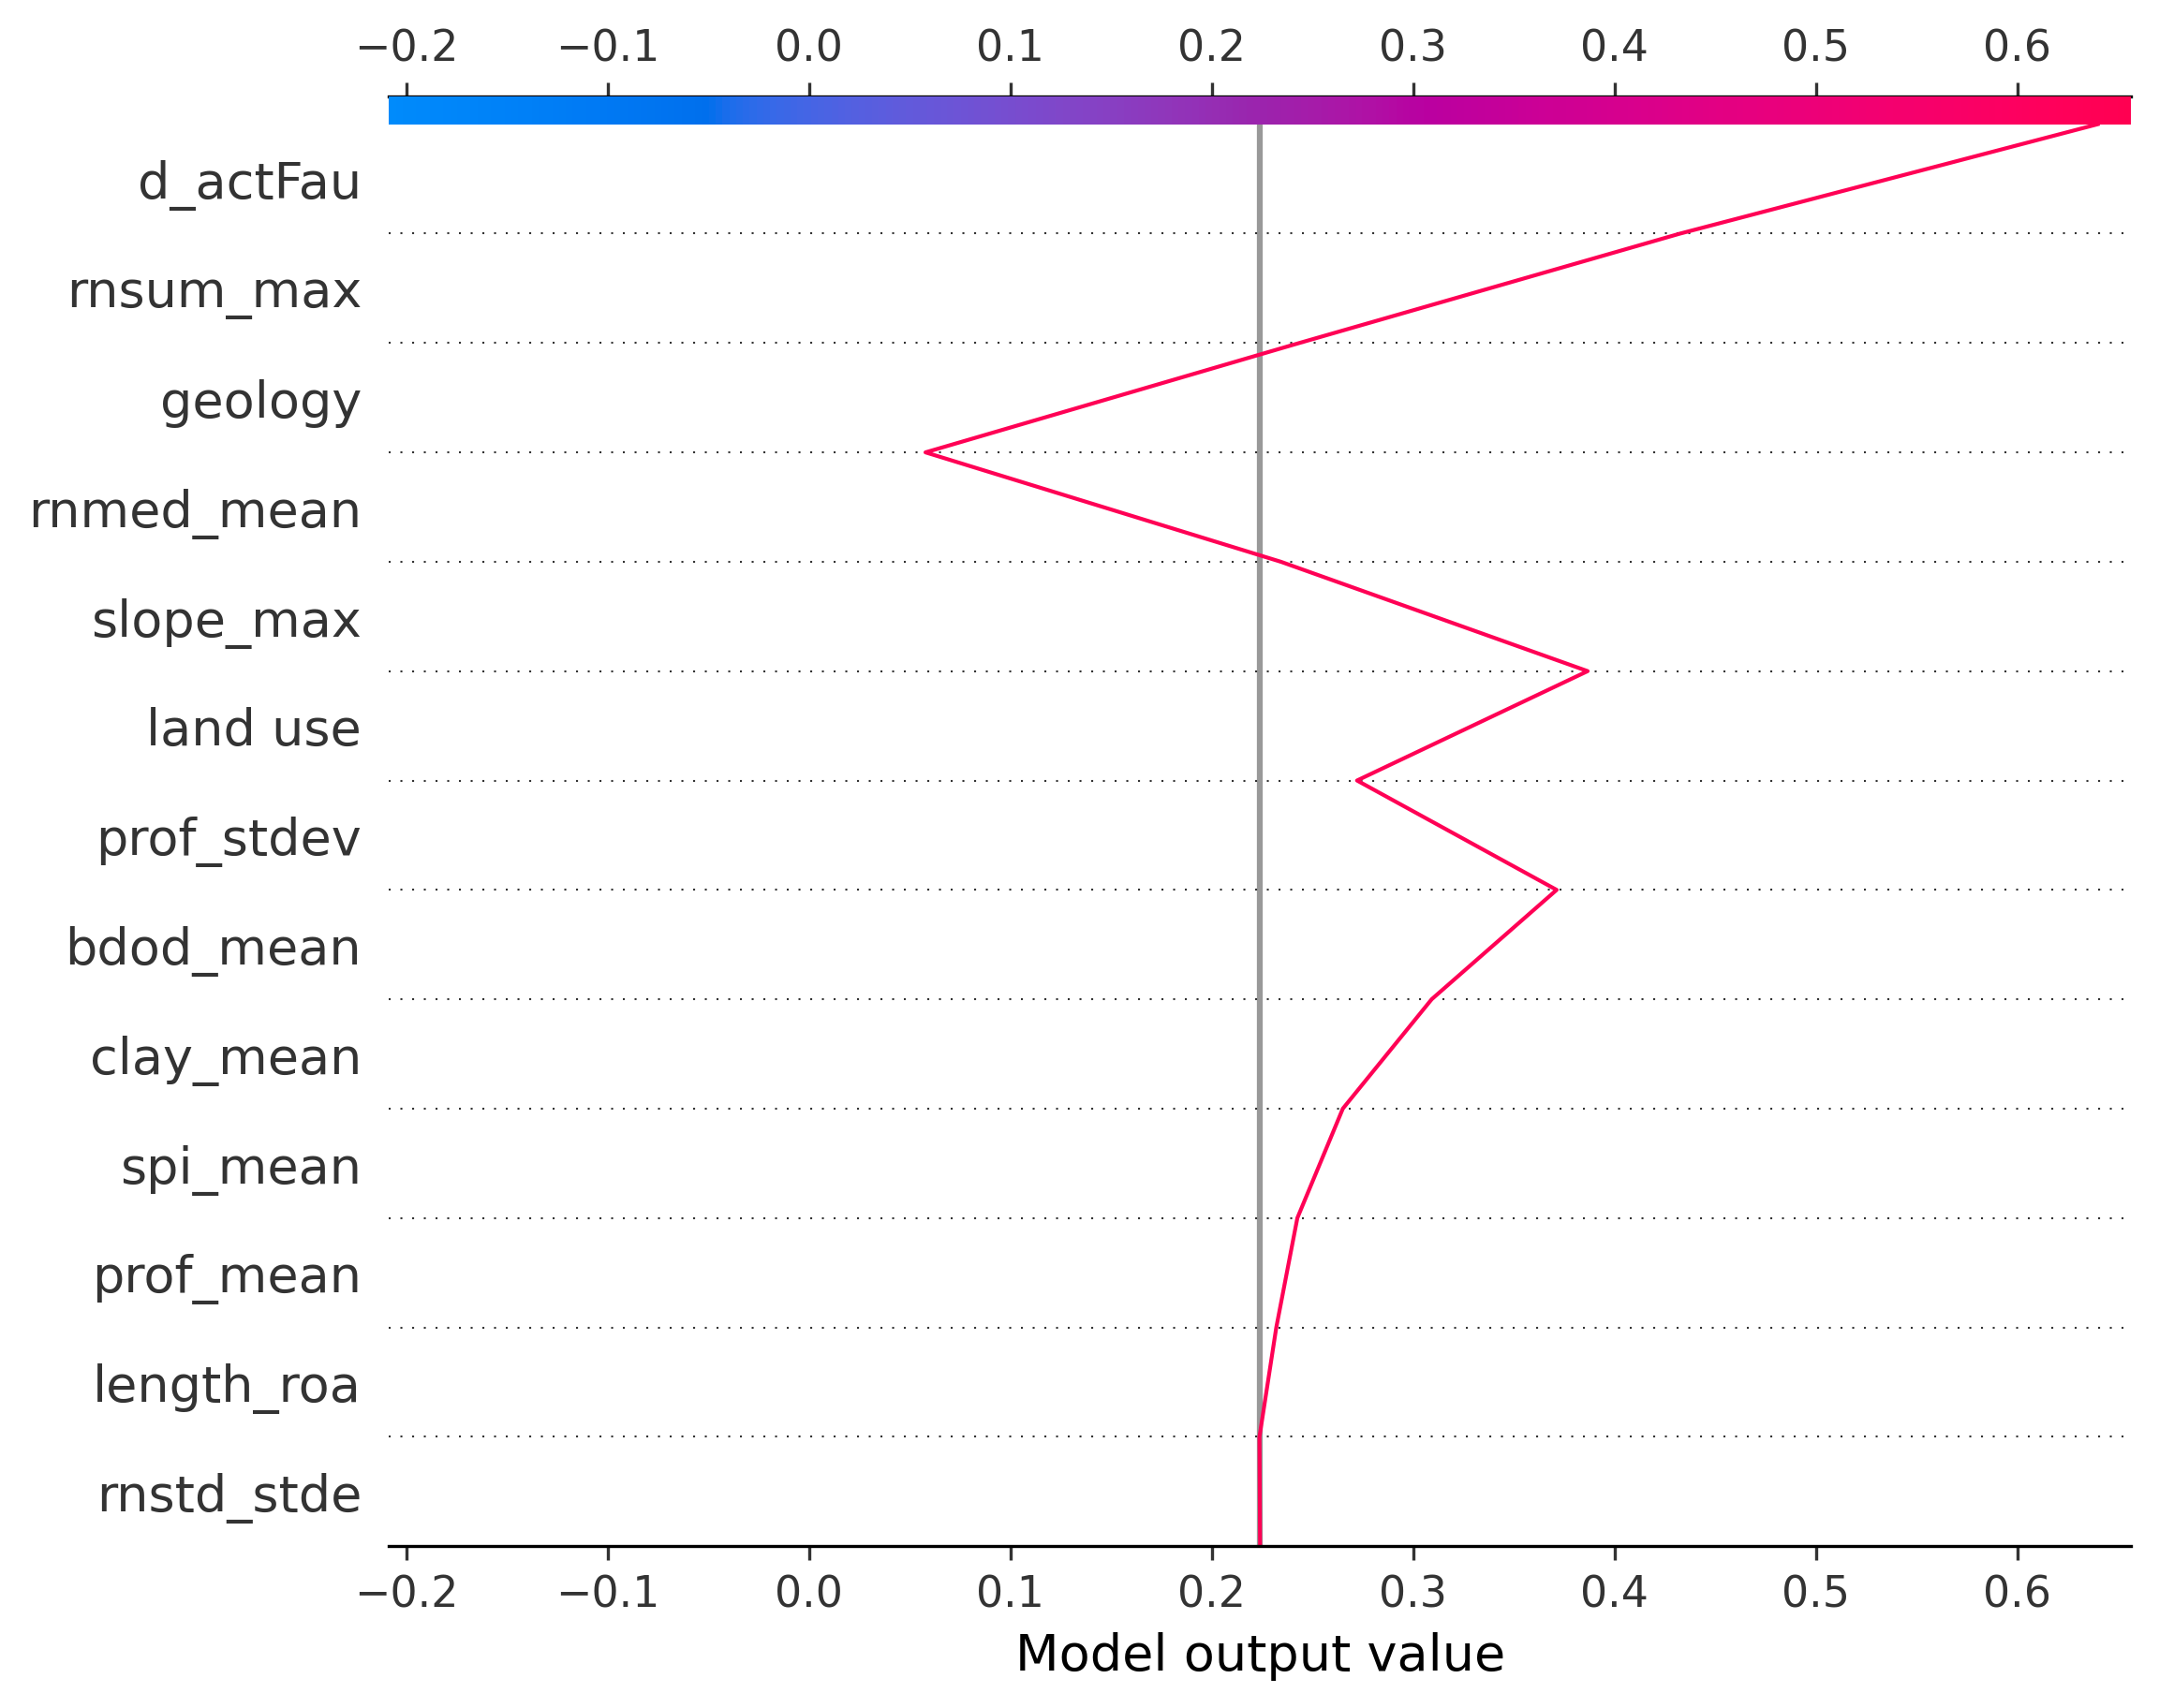 −0.2 −0.1 0.0 0.1 0.2 0.3 0.4 0.5 0.6
d_actFau
rnsum_max
geology
rnmed_mean
slope_max
land use
prof_stdev
bdod_mean
clay_mean
spi_mean
prof_mean
length_roa
rnstd_stde
−0.2 −0.1 0.0 0.1 0.2 0.3 0.4 0.5 0.6
Model output value